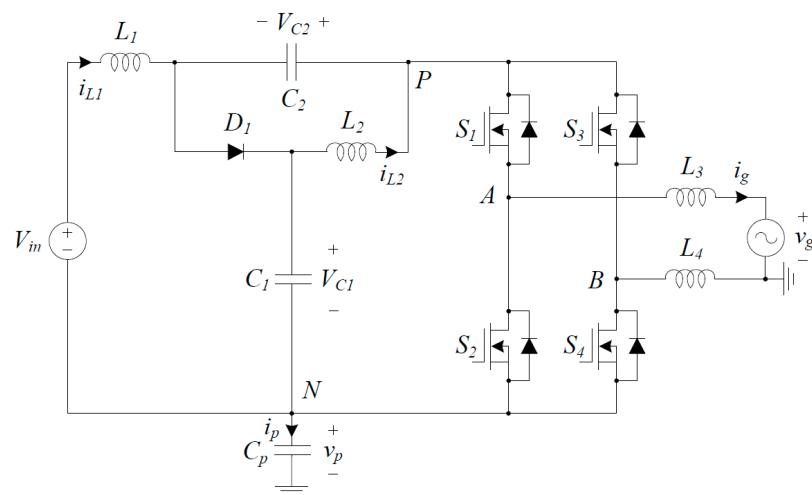 L1
− VC2 +
P
iL1
C2
D1
L2
S1
S3
iL2
L3
ig
A
+
Vin
+
−
vg
−
L4
B
C1
+
VC1
−
S2
S4
N
ip
Cp
+
vp
−